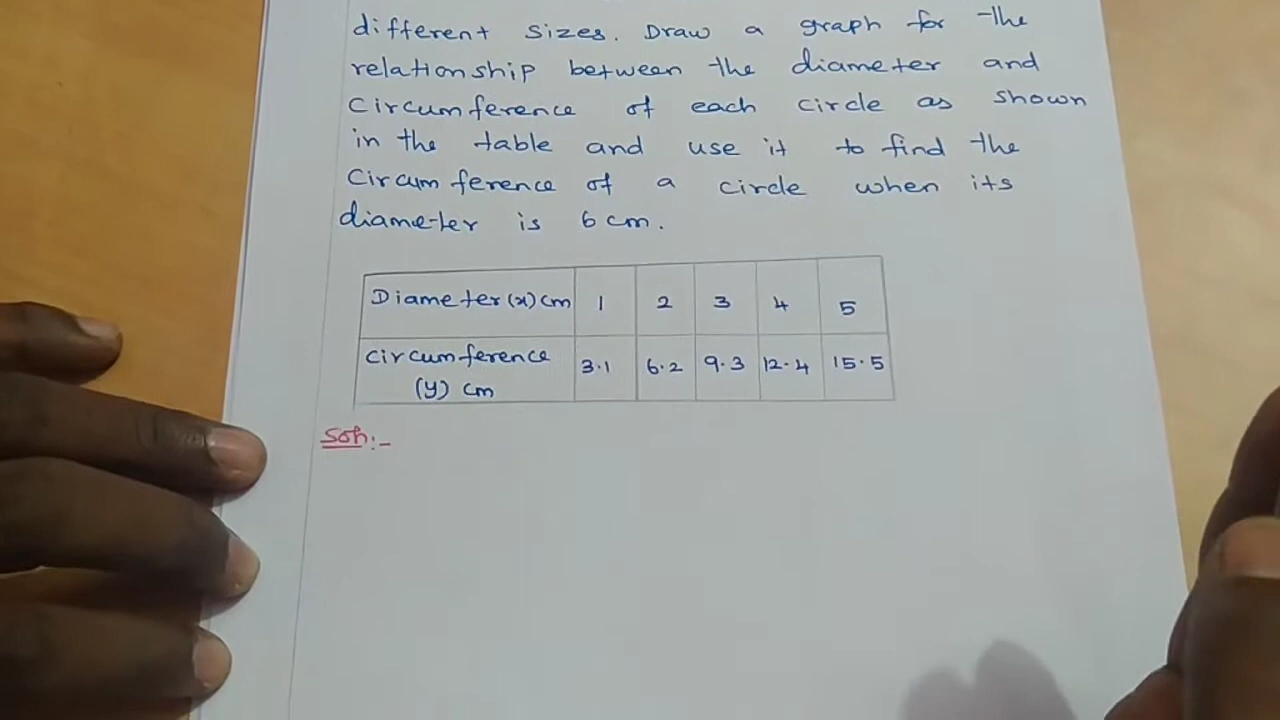 different sizes. Draw a graph for the
relationship between the diameter and
circumference of each circle as shown
in the table and use it to find the
circumference of a circle when its
diameter is 6 cm.
Diameter (x) cm 1 2 3 4 5
circumference (y) cm 3.1 6.2 9.3 12.4 15.5
Soln:-